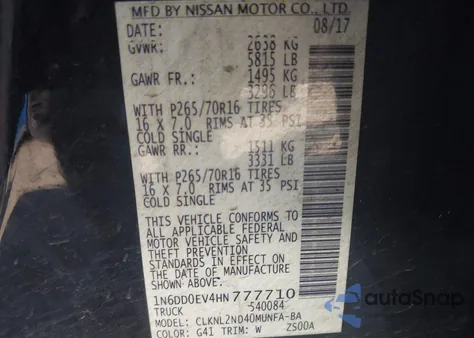 MFD BY NISSAN MOTOR CO., LTD.
DATE: 08/17
GVWR: 2638 KG
5815 LB
GAWR FR.: 1495 KG
3296 LB
WITH P265/70R16 TIRES
16 X 7.0 RIMS AT 35 PSI
COLD SINGLE
GAWR RR.: 1511 KG
3331 LB
WITH P265/70R16 TIRES
16 X 7.0 RIMS AT 35 PSI
COLD SINGLE
THIS VEHICLE CONFORMS TO
ALL APPLICABLE FEDERAL
MOTOR VEHICLE SAFETY AND
THEFT PREVENTION
STANDARDS IN EFFECT ON
THE DATE OF MANUFACTURE
SHOWN ABOVE
1N6DD0EV4HN777710
TRUCK 540084
MODEL: CLKNL2ND40MUNFA-BA
COLOR: G41 TRIM: W ZS00A
autoSnap